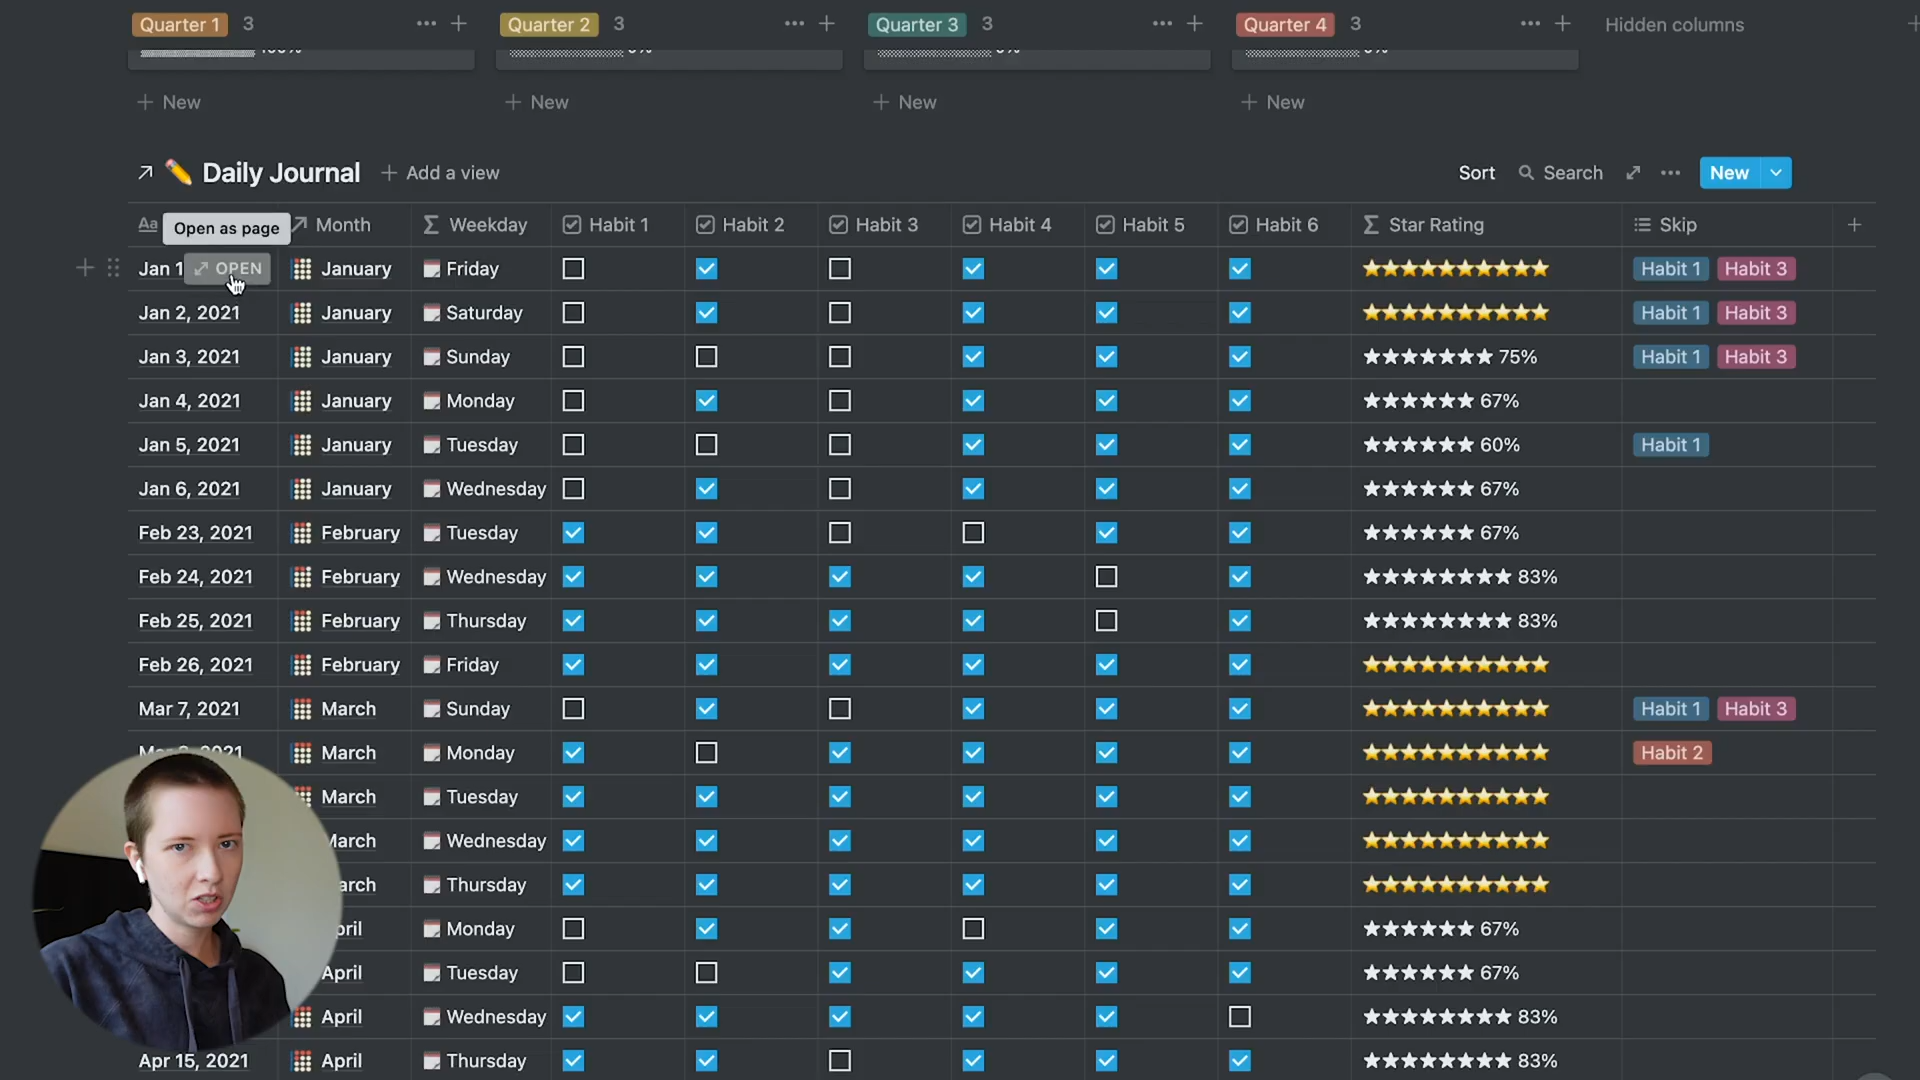 Quarter 1 3 Quarter 2 3 Quarter 3 3 Quarter 4 3 Hidden columns
New New New New
Daily Journal Add a view Sort Search New
Aa Open as page Month Weekday Habit 1 Habit 2 Habit 3 Habit 4 Habit 5 Habit 6 Star Rating Skip
Jan 1 OPEN January Friday Habit 1 Habit 3
Jan 2, 2021 January Saturday Habit 1 Habit 3
Jan 3, 2021 January Sunday 75% Habit 1 Habit 3
Jan 4, 2021 January Monday 67%
Jan 5, 2021 January Tuesday 60% Habit 1
Jan 6, 2021 January Wednesday 67%
Feb 23, 2021 February Tuesday 67%
Feb 24, 2021 February Wednesday 83%
Feb 25, 2021 February Thursday 83%
Feb 26, 2021 February Friday
Mar 7, 2021 March Sunday Habit 1 Habit 3
March Monday Habit 2
March Tuesday
March Wednesday
March Thursday
April Monday 67%
April Tuesday 67%
April Wednesday 83%
Apr 15, 2021 April Thursday 83%